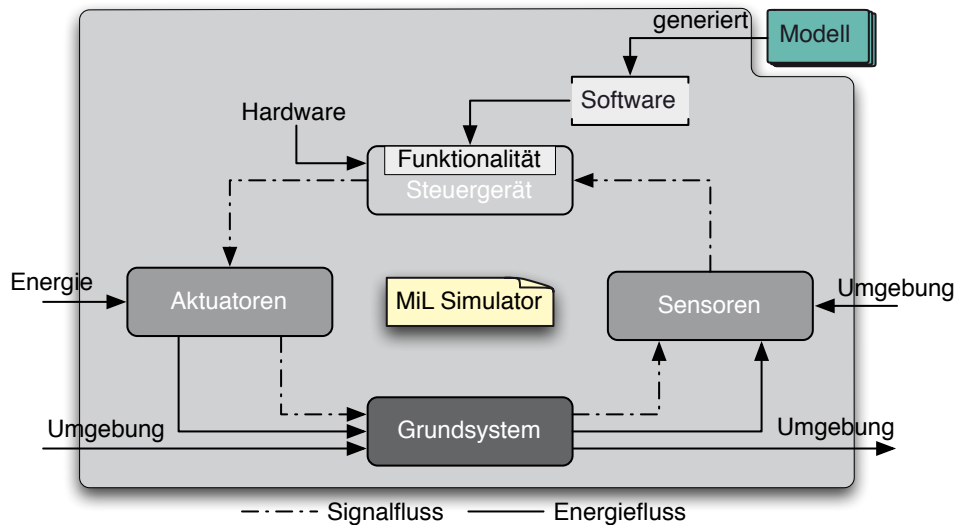 generiert
Modell
Software
Hardware
Funktionalität
Steuergerät
Energie
Aktuatoren
MiL Simulator
Sensoren
Umgebung
Umgebung
Grundsystem
Umgebung
Signalfluss
Energiefluss